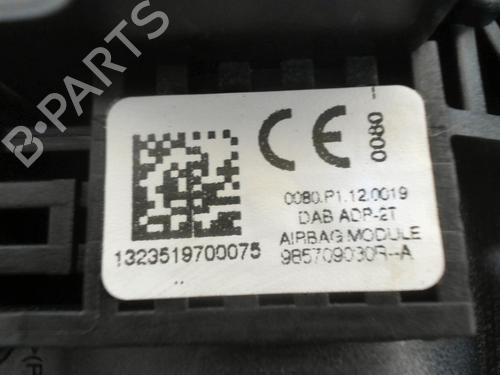 CE
0080
0080.P1.12.0019
DAB ADP-2T
AIRBAG MODULE
985709030R--A
1323519700075
B-PARTS